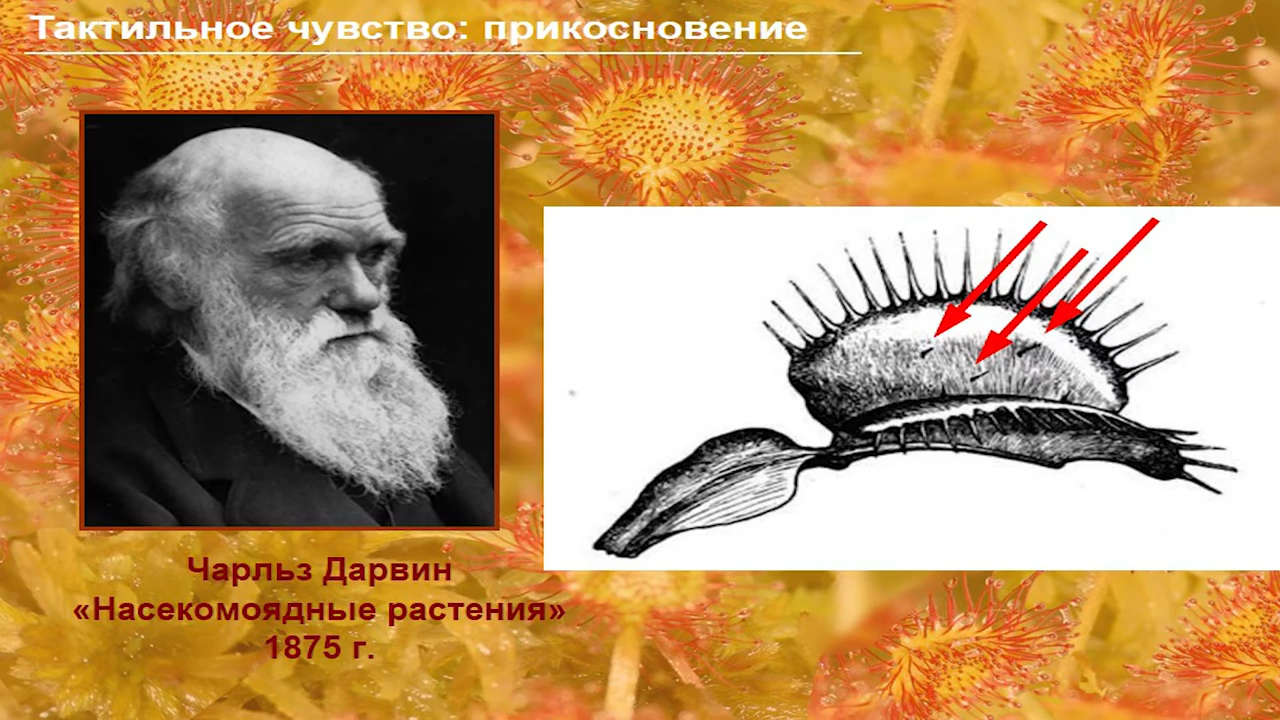 Тактильное чувство: прикосновение
Чарльз Дарвин
«Насекомоядные растения»
1875 г.